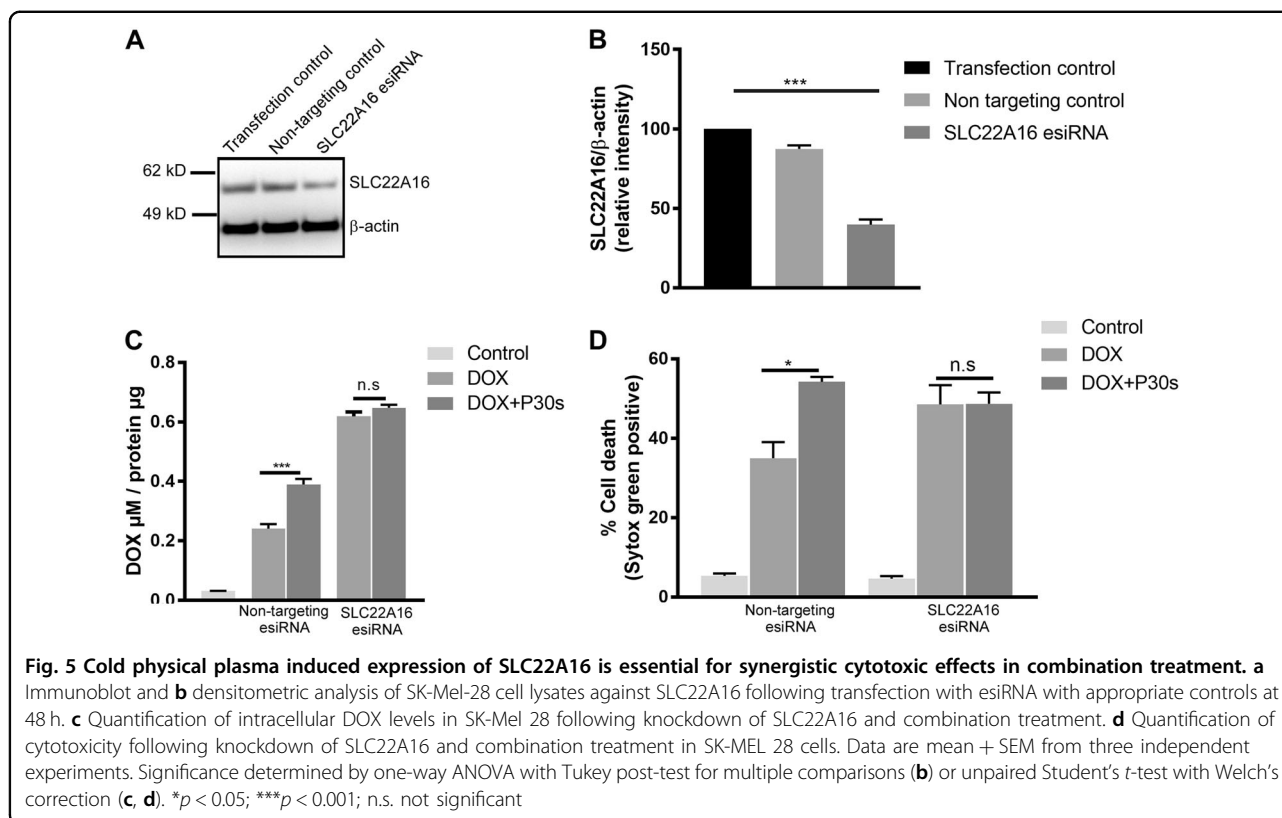 A
Transfection control
Non-targeting control
SLC22A16 esiRNA
62 kD
49 kD
SLC22A16
β-actin
B
SLC22A16/β-actin
(relative intensity)
150
100
50
0
***
Transfection control
Non targeting control
SLC22A16 esiRNA
C
DOX µM / protein µg
0.8
0.6
0.4
0.2
0.0
***
n.s
Control
DOX
DOX+P30s
Non-targeting
esiRNA
SLC22A16
esiRNA
D
% Cell death
(Sytox green positive)
60
40
20
0
*
n.s
Control
DOX
DOX+P30s
Non-targeting
esiRNA
SLC22A16
esiRNA
Fig. 5 Cold physical plasma induced expression of SLC22A16 is essential for synergistic cytotoxic effects in combination treatment. a
Immunoblot and b densitometric analysis of SK-Mel-28 cell lysates against SLC22A16 following transfection with esiRNA with appropriate controls at
48 h. c Quantification of intracellular DOX levels in SK-Mel 28 following knockdown of SLC22A16 and combination treatment. d Quantification of
cytotoxicity following knockdown of SLC22A16 and combination treatment in SK-MEL 28 cells. Data are mean + SEM from three independent
experiments. Significance determined by one-way ANOVA with Tukey post-test for multiple comparisons (b) or unpaired Student's t-test with Welch's
correction (c, d). *p < 0.05; ***p < 0.001; n.s. not significant